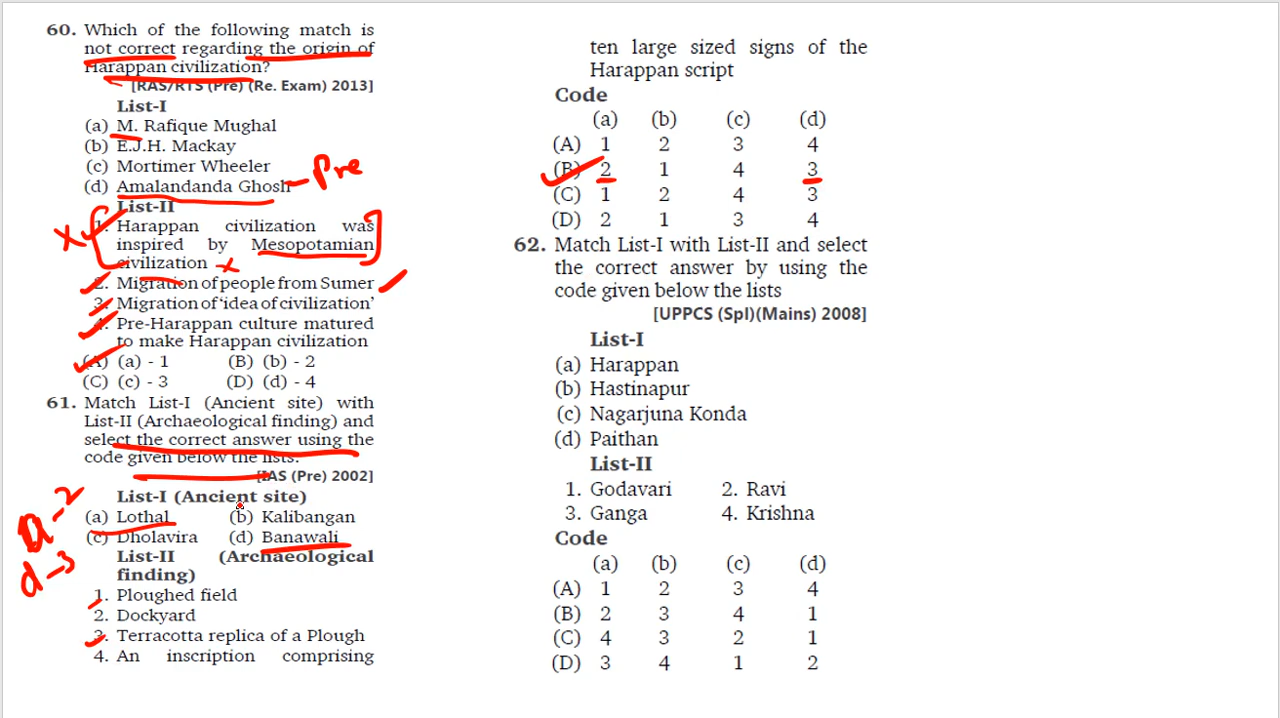 60. Which of the following match is
not correct regarding the origin of
Harappan civilization?
[RAS/RTS (Pre) (Re. Exam) 2013]
List-I
(a) M. Rafique Mughal
(b) E.J.H. Mackay
(c) Mortimer Wheeler
(d) Amalandanda Ghosh - Pre
List-II
1. Harappan civilization was
inspired by Mesopotamian
civilization
2. Migration of people from Sumer
3. Migration of 'idea of civilization'
4. Pre-Harappan culture matured
to make Harappan civilization
(A) (a) - 1 (B) (b) - 2
(C) (c) - 3 (D) (d) - 4
61. Match List-I (Ancient site) with
List-II (Archaeological finding) and
select the correct answer using the
code given below the lists.
[IAS (Pre) 2002]
List-I (Ancient site)
(a) Lothal (b) Kalibangan
(c) Dholavira (d) Banawali
a-2
d-3
List-II (Archaeological
finding)
1. Ploughed field
2. Dockyard
3. Terracotta replica of a Plough
4. An inscription comprising
ten large sized signs of the
Harappan script
Code
(a) (b) (c) (d)
(A) 1 2 3 4
(B) 2 1 4 3
(C) 1 2 4 3
(D) 2 1 3 4
62. Match List-I with List-II and select
the correct answer by using the
code given below the lists
[UPPCS (Spl)(Mains) 2008]
List-I
(a) Harappan
(b) Hastinapur
(c) Nagarjuna Konda
(d) Paithan
List-II
1. Godavari 2. Ravi
3. Ganga 4. Krishna
Code
(a) (b) (c) (d)
(A) 1 2 3 4
(B) 2 3 4 1
(C) 4 3 2 1
(D) 3 4 1 2